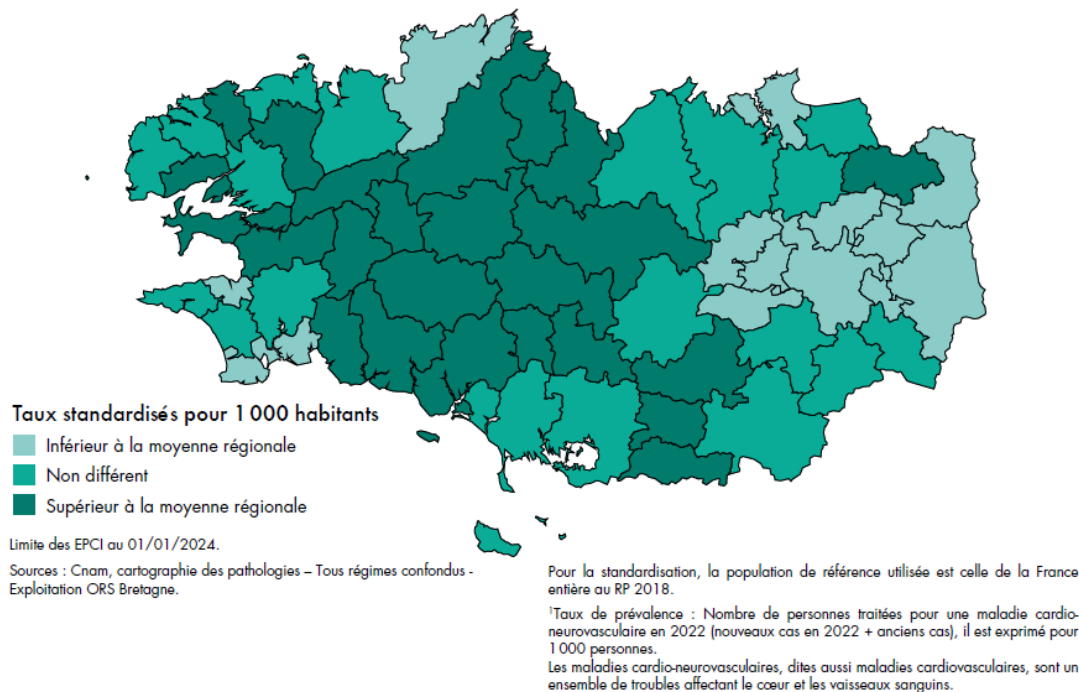 Taux standardisés pour 1 000 habitants
Inférieur à la moyenne régionale
Non différent
Supérieur à la moyenne régionale
Limite des EPCI au 01/01/2024.
Sources : Cnam, cartographie des pathologies – Tous régimes confondus -
Exploitation ORS Bretagne.
Pour la standardisation, la population de référence utilisée est celle de la France
entière au RP 2018.
¹Taux de prévalence : Nombre de personnes traitées pour une maladie cardio-
neurovasculaire en 2022 (nouveaux cas en 2022 + anciens cas), il est exprimé pour
1 000 personnes.
Les maladies cardio-neurovasculaires, dites aussi maladies cardiovasculaires, sont un
ensemble de troubles affectant le cœur et les vaisseaux sanguins.